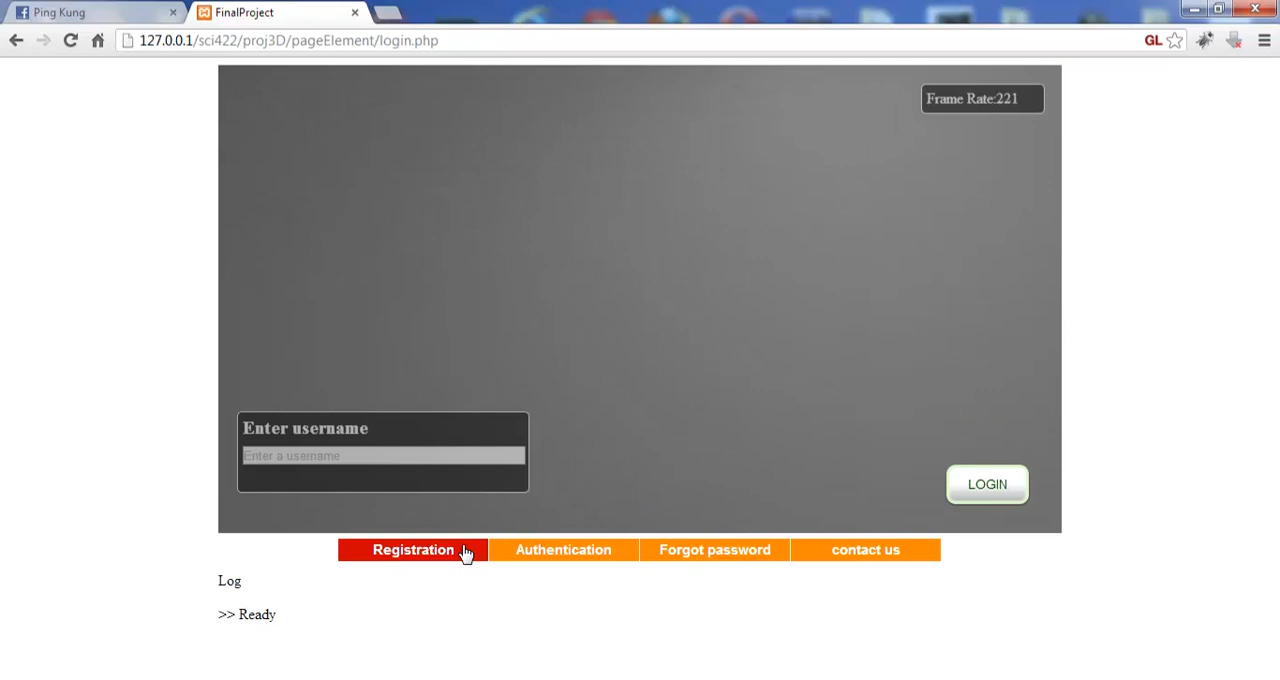 Ping Kung
FinalProject
127.0.0.1/sci422/proj3D/pageElement/login.php
GL
Frame Rate:221
Enter username
Enter a username
LOGIN
Registration Authentication Forgot password contact us
Log
>> Ready